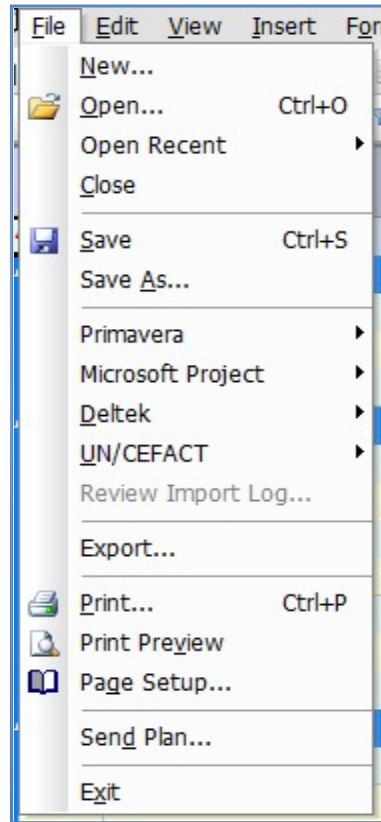 File Edit View Insert For
New...
Open... Ctrl+O
Open Recent
Close
Save Ctrl+S
Save As...
Primavera
Microsoft Project
Deltek
UN/CEFACT
Review Import Log...
Export...
Print... Ctrl+P
Print Preview
Page Setup...
Send Plan...
Exit